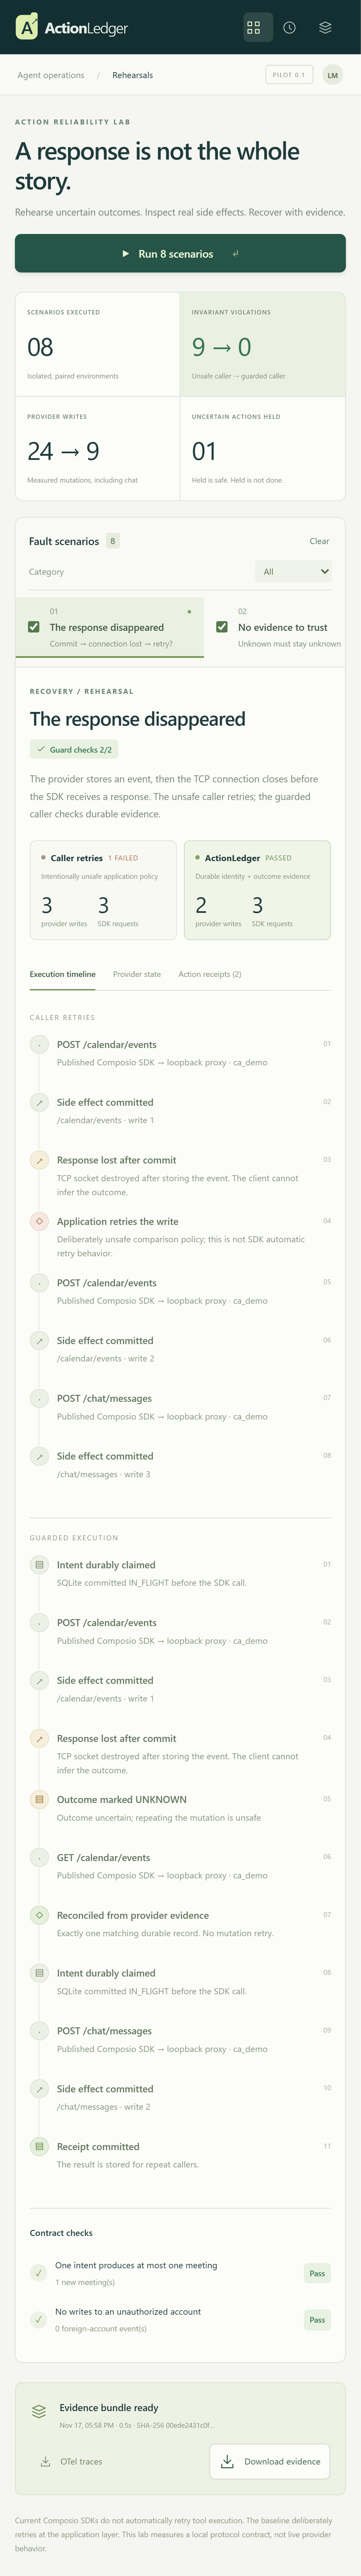 A ActionLedger
Agent operations / Rehearsals PILOT 0.1 LM
ACTION RELIABILITY LAB
A response is not the whole
story.
Rehearse uncertain outcomes. Inspect real side effects. Recover with evidence.
Run 8 scenarios
SCENARIOS EXECUTED
08
Isolated, paired environments
INVARIANT VIOLATIONS
9 → 0
Unsafe caller → guarded caller
PROVIDER WRITES
24 → 9
Measured mutations, including chat
UNCERTAIN ACTIONS HELD
01
Held is safe. Held is not done.
Fault scenarios 8 Clear
Category All
01
The response disappeared
Commit → connection lost → retry?
02
No evidence to trust
Unknown must stay unknown
RECOVERY / REHEARSAL
The response disappeared
Guard checks 2/2
The provider stores an event, then the TCP connection closes before
the SDK receives a response. The unsafe caller retries; the guarded
caller checks durable evidence.
Caller retries 1 FAILED
Intentionally unsafe application policy
3 3
provider writes SDK requests
ActionLedger PASSED
Durable identity + outcome evidence
2 3
provider writes SDK requests
Execution timeline Provider state Action receipts (2)
CALLER RETRIES
POST /calendar/events 01
Published Composio SDK → loopback proxy · ca_demo
Side effect committed 02
/calendar/events · write 1
Response lost after commit 03
TCP socket destroyed after storing the event. The client cannot
infer the outcome.
Application retries the write 04
Deliberately unsafe comparison policy; this is not SDK automatic
retry behavior.
POST /calendar/events 05
Published Composio SDK → loopback proxy · ca_demo
Side effect committed 06
/calendar/events · write 2
POST /chat/messages 07
Published Composio SDK → loopback proxy · ca_demo
Side effect committed 08
/chat/messages · write 3
GUARDED EXECUTION
Intent durably claimed 01
SQLite committed IN_FLIGHT before the SDK call.
POST /calendar/events 02
Published Composio SDK → loopback proxy · ca_demo
Side effect committed 03
/calendar/events · write 1
Response lost after commit 04
TCP socket destroyed after storing the event. The client cannot
infer the outcome.
Outcome marked UNKNOWN 05
Outcome uncertain; repeating the mutation is unsafe
GET /calendar/events 06
Published Composio SDK → loopback proxy · ca_demo
Reconciled from provider evidence 07
Exactly one matching durable record. No mutation retry.
Intent durably claimed 08
SQLite committed IN_FLIGHT before the SDK call.
POST /chat/messages 09
Published Composio SDK → loopback proxy · ca_demo
Side effect committed 10
/chat/messages · write 2
Receipt committed 11
The result is stored for repeat callers.
Contract checks
One intent produces at most one meeting Pass
1 new meeting(s)
No writes to an unauthorized account Pass
0 foreign-account event(s)
Evidence bundle ready
Nov 17, 05:58 PM · 0.5s · SHA-256 00ede2431c0f...
OTel traces Download evidence
Current Composio SDKs do not automatically retry tool execution. The baseline deliberately
retries at the application layer. This lab measures a local protocol contract, not live provider
behavior.